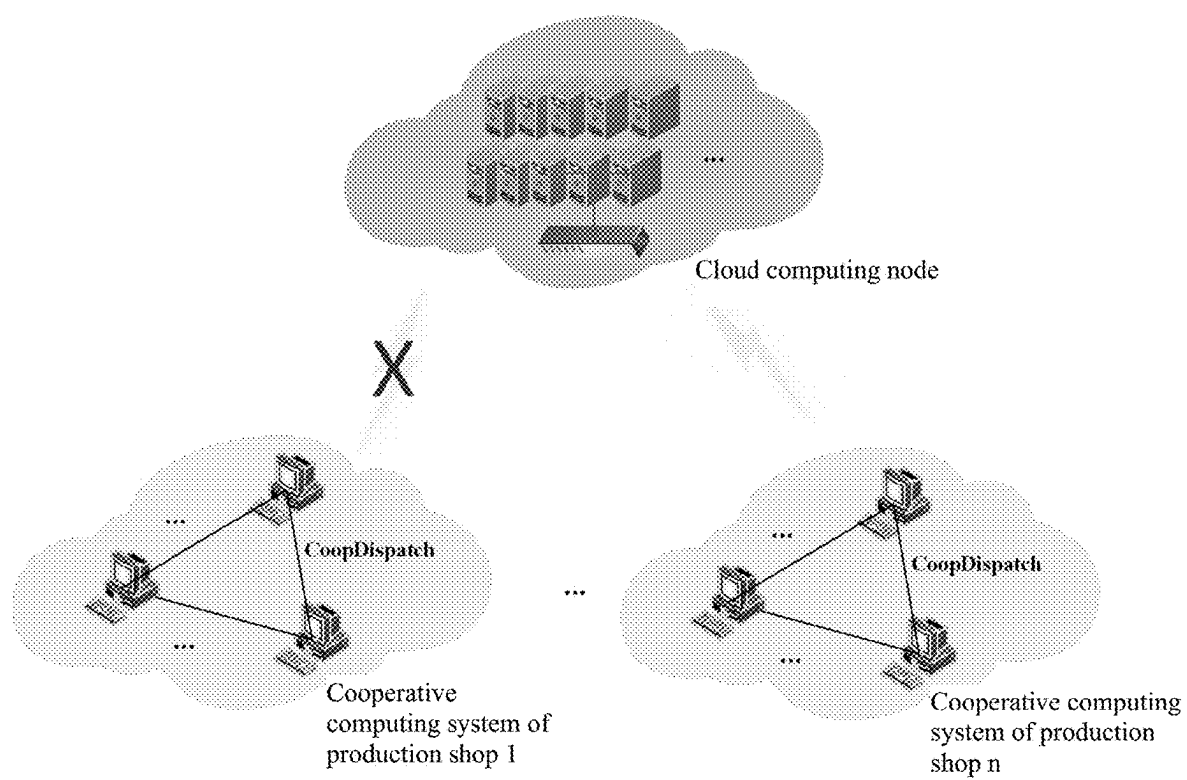 ...
Cloud computing node
X
...
CoopDispatch
...
...
...
CoopDispatch
...
Cooperative
computing system of
production shop 1
Cooperative computing
system of production
shop n